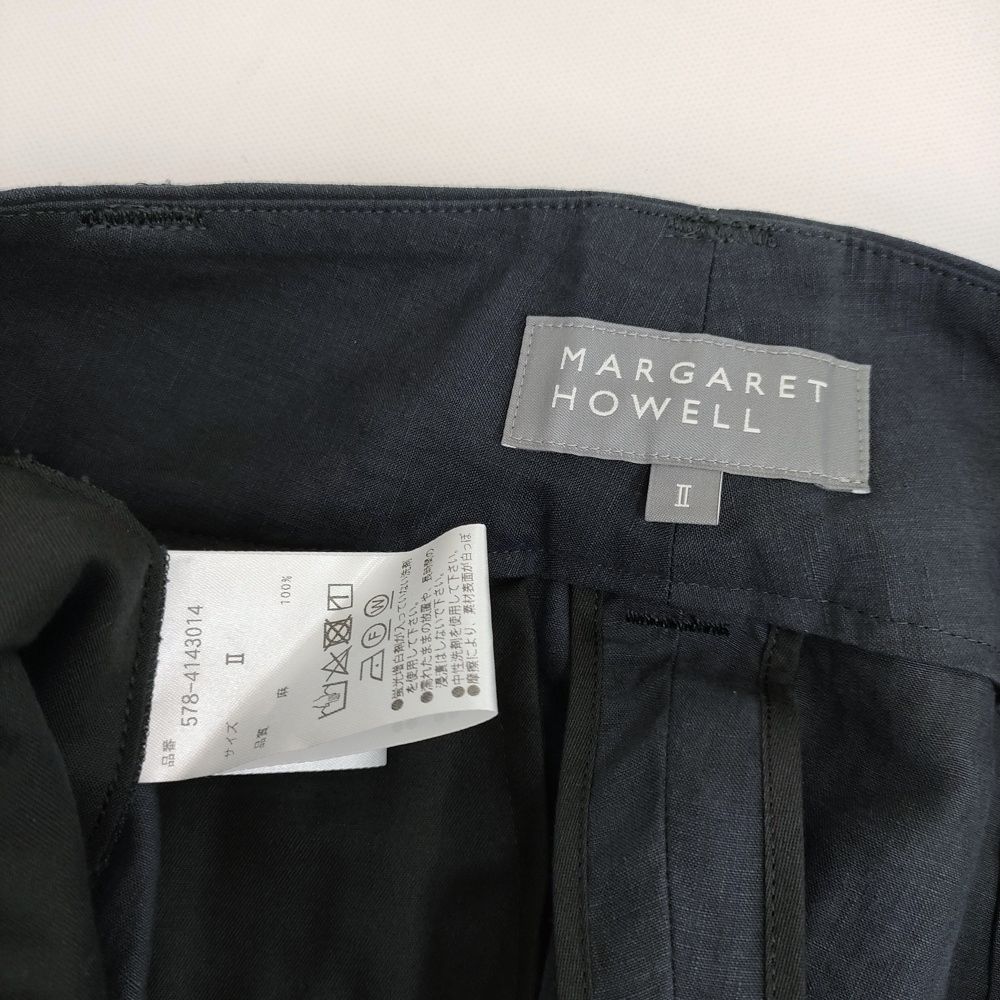 MARGARET
HOWELL
II
品番 578-4143014
サイズ II
品質 麻 100%
F
W
●蛍光増白剤が入っていない洗剤
を使用して下さい。
●濡れたままの放置や、長時間の
浸漬はしないで下さい。
●中性洗剤を使用して下さい。
●摩擦により、素材表面が白っぽ